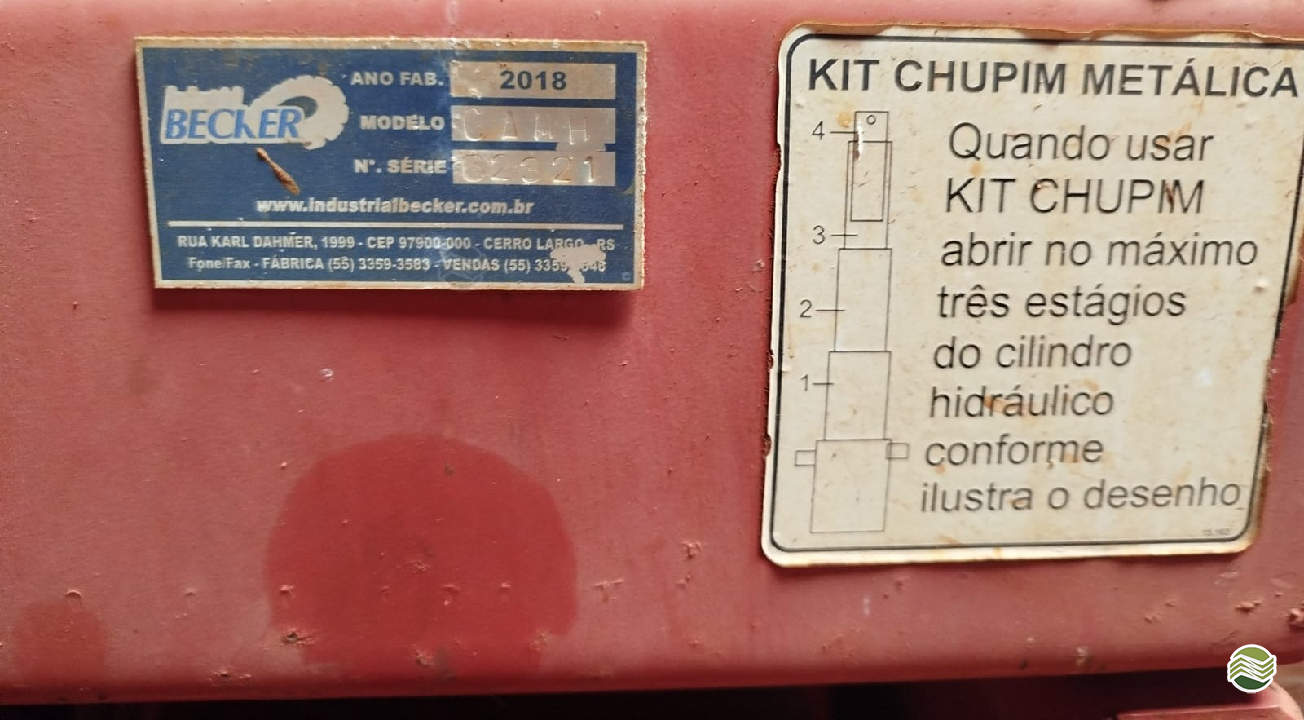 BECKER
ANO FAB. 2018
MODELO CAMH
Nº. SÉRIE 62321
www.industrialbecker.com.br
RUA KARL DAHMER, 1999 - CEP 97900-000 - CERRO LARGO - RS
Fone/Fax - FÁBRICA (55) 3359-3583 - VENDAS (55)
KIT CHUPIM METÁLICA
4
3
2
1
Quando usar
KIT CHUPIM
abrir no máximo
três estágios
do cilindro
hidráulico
conforme
ilustra o desenho